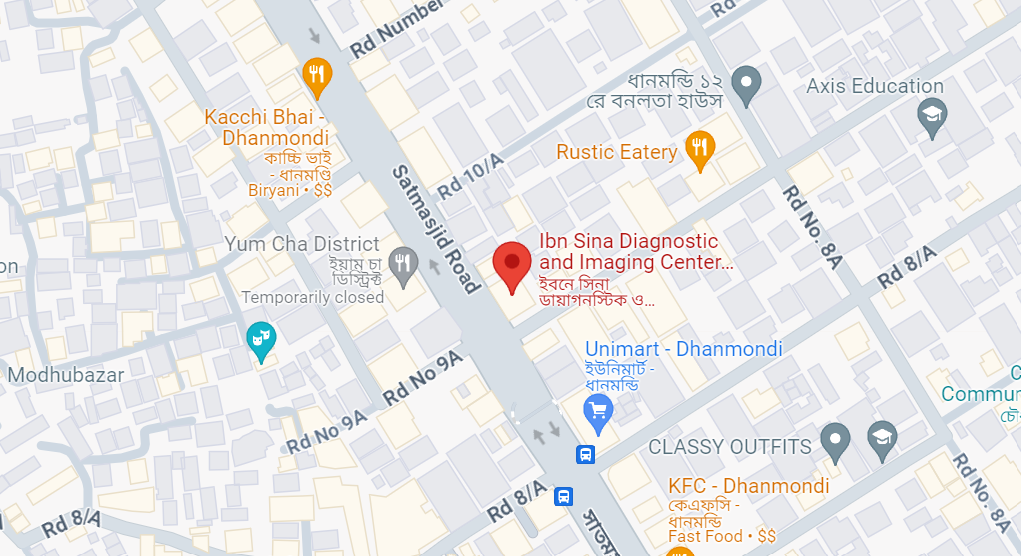 Rd Number
Rd
Kacchi Bhai -
Dhanmondi
কাচ্চি ভাই
- ধানমণ্ডি
Biryani • $$
ধানমন্ডি ১২
রে বনলতা হাউস
Axis Education
Rustic Eatery
Rd 10/A
Satmasjid Road
Rd No. 8A
Yum Cha District
ইয়াম চা
ডিস্ট্রিক্ট
Temporarily closed
Ibn Sina Diagnostic
and Imaging Center…
ইবনে সিনা
ডায়াগনস্টিক ও…
Rd 8/A
on
Modhubazar
Rd No 9A
Unimart - Dhanmondi
ইউনিমার্ট -
ধানমন্ডি
C
Commu
চৌ
Rd No 9A
CLASSY OUTFITS
Rd No. 8A
KFC - Dhanmondi
কেএফসি -
ধানমন্ডি
Fast Food • $$
Rd 8/A
Rd 8/A
সাতম